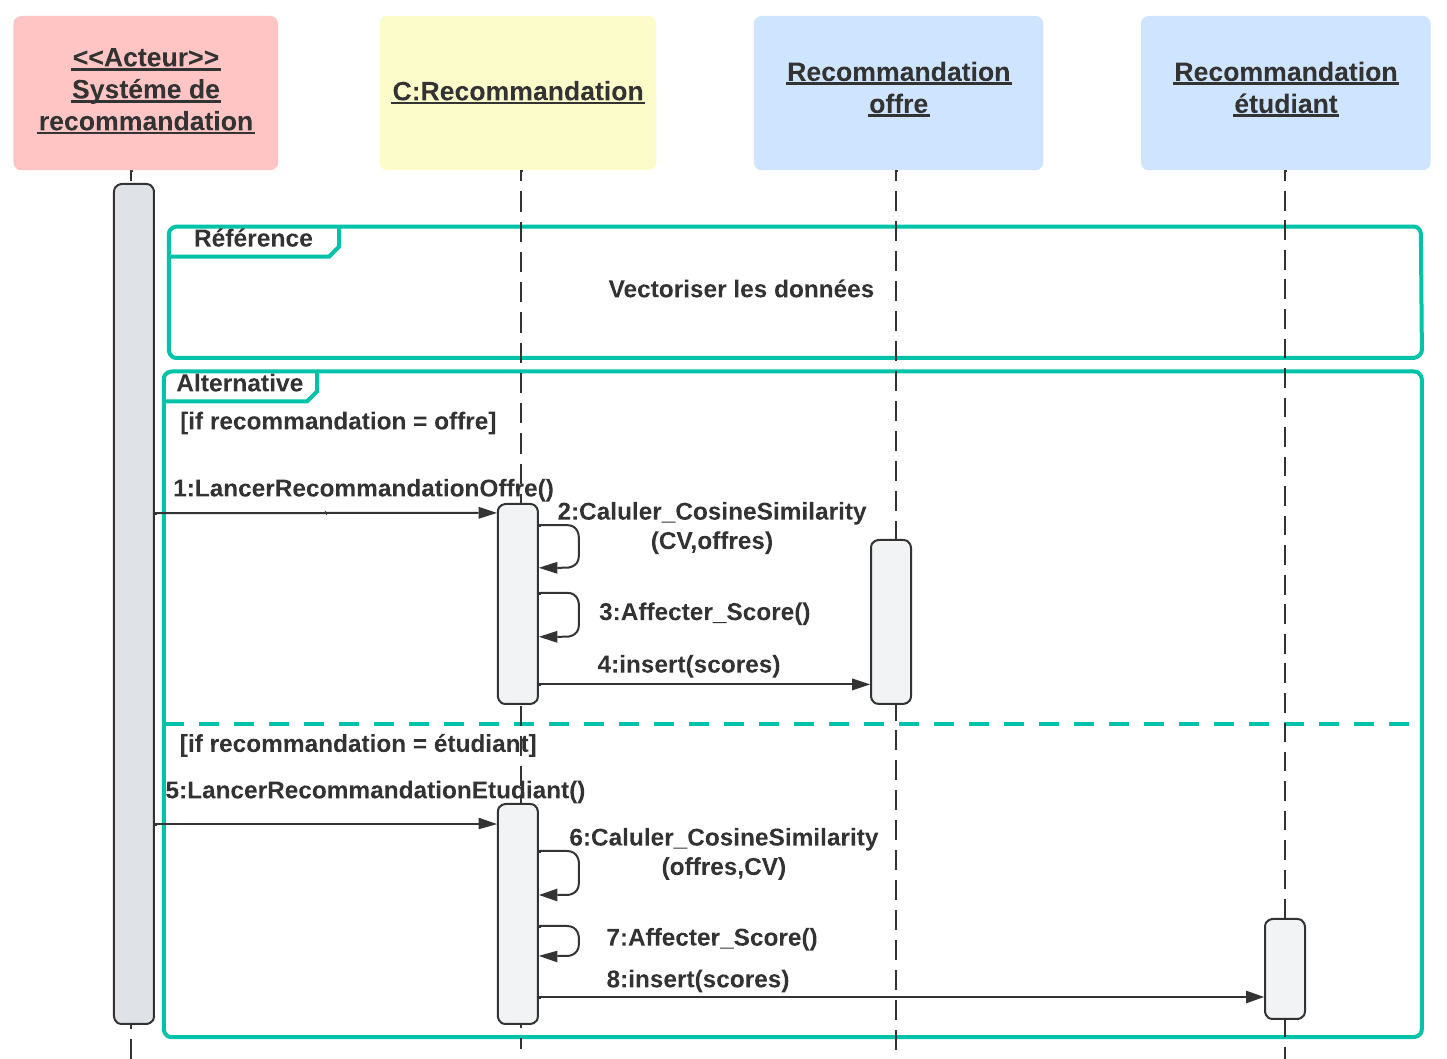 <<Acteur>>
Systéme de
recommandation
C:Recommandation
Recommandation
offre
Recommandation
étudiant
Référence
Vectoriser les données
Alternative
[if recommandation = offre]
1:LancerRecommandationOffre()
2:Caluler_CosineSimilarity
(CV,offres)
3:Affecter_Score()
4:insert(scores)
[if recommandation = étudiant]
5:LancerRecommandationEtudiant()
6:Caluler_CosineSimilarity
(offres,CV)
7:Affecter_Score()
8:insert(scores)